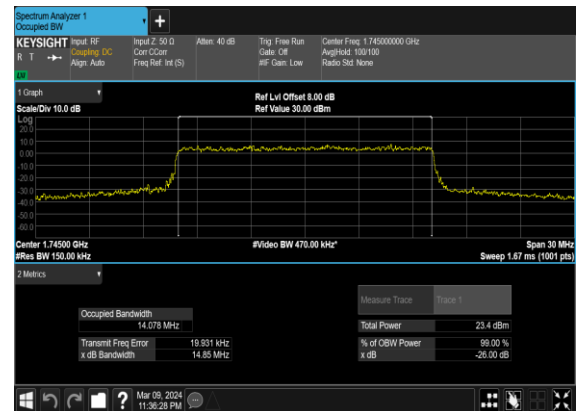 Spectrum Analyzer 1
Occupied BW
KEYSIGHT
R T
LV
Input: RF
Coupling: DC
Align: Auto
Input Z: 50 Ω
Corr CCorr
Freq Ref: Int (S)
Atten: 40 dB
Trig: Free Run
Gate: Off
#IF Gain: Low
Center Freq: 1.745000000 GHz
Avg|Hold: 100/100
Radio Std: None
1 Graph
Scale/Div 10.0 dB
Ref Lvl Offset 8.00 dB
Ref Value 30.00 dBm
Log
20.0
10.0
0.00
-10.0
-20.0
-30.0
-40.0
-50.0
-60.0
Center 1.74500 GHz
#Res BW 150.00 kHz
#Video BW 470.00 kHz*
Span 30 MHz
Sweep 1.67 ms (1001 pts)
2 Metrics
Measure Trace
Trace 1
Occupied Bandwidth
14.078 MHz
Total Power
23.4 dBm
Transmit Freq Error
19.931 kHz
% of OBW Power
99.00 %
x dB Bandwidth
14.85 MHz
x dB
-26.00 dB
?
Mar 09, 2024
11:36:28 PM